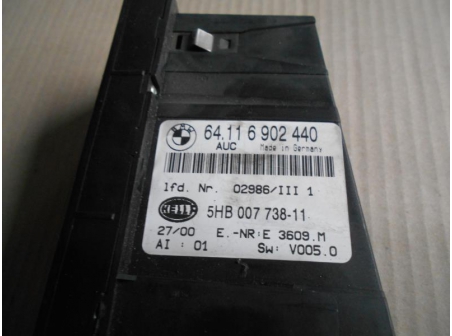 BMW 64.11 6 902 440
AUC Made in Germany
lfd. Nr. 02986/III 1
HELLA 5HB 007 738-11
27/00 E.-NR:E 3609.M
AI : 01 SW: V005.0